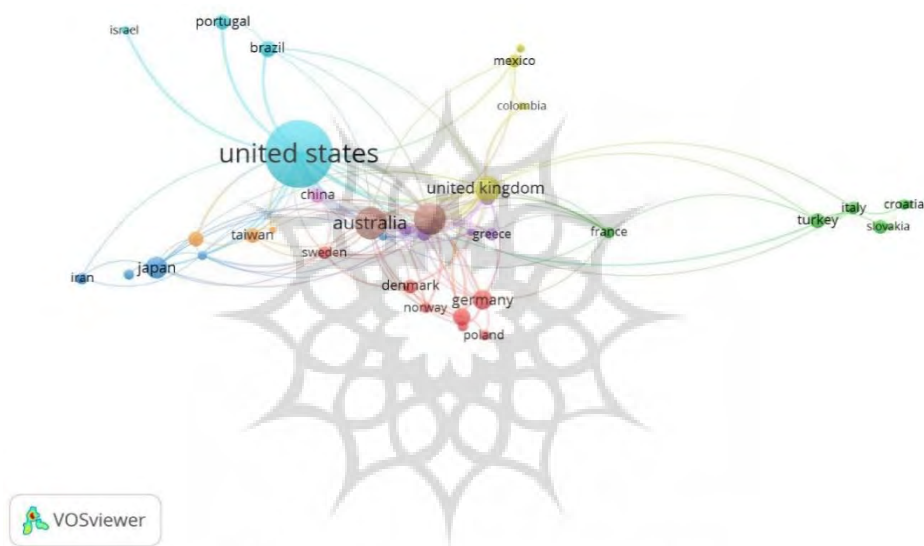 portugal
israel
brazil
mexico
colombia
united states
china
united kingdom
australia
taiwan
sweden
greece
france
turkey
italy
croatia
slovakia
iran
japan
denmark
norway
germany
poland
VOSviewer